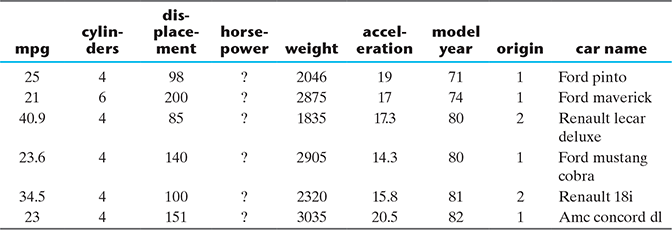 mpg cylin-ders dis-place-ment horse-power weight accel-eration model year origin car name
25 4 98 ? 2046 19 71 1 Ford pinto
21 6 200 ? 2875 17 74 1 Ford maverick
40.9 4 85 ? 1835 17.3 80 2 Renault lecar
deluxe
23.6 4 140 ? 2905 14.3 80 1 Ford mustang
cobra
34.5 4 100 ? 2320 15.8 81 2 Renault 18i
23 4 151 ? 3035 20.5 82 1 Amc concord dl